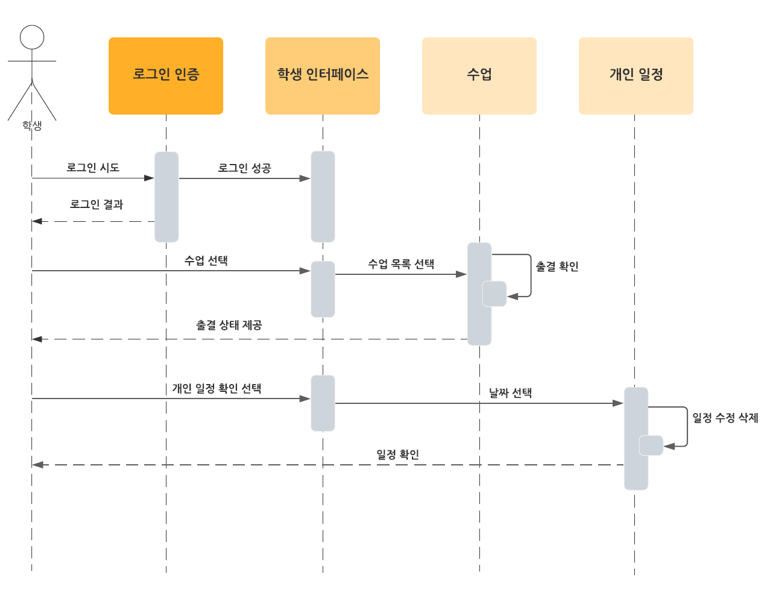 로그인 인증
학생 인터페이스
수업
개인 일정
학생
로그인 시도
로그인 성공
로그인 결과
수업 선택
수업 목록 선택
출결 확인
출결 상태 제공
개인 일정 확인 선택
날짜 선택
일정 수정 삭제
일정 확인